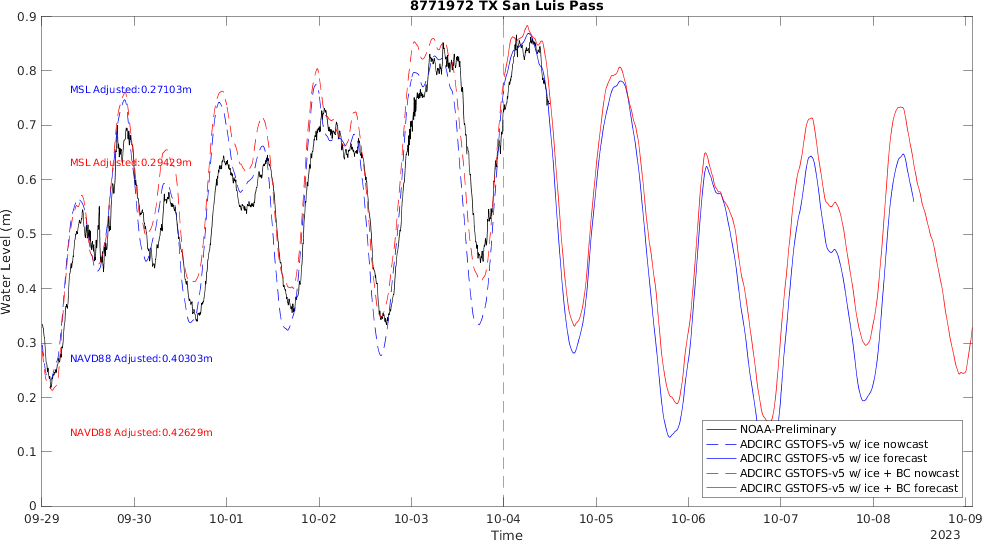 8771972 TX San Luis Pass
0.9
0.8
0.7
0.6
0.5
0.4
0.3
0.2
0.1
0
Water Level (m)
MSL Adjusted:0.27103m
MSL Adjusted:0.29429m
NAVD88 Adjusted:0.40303m
NAVD88 Adjusted:0.42629m
NOAA-Preliminary
ADCIRC GSTOFS-v5 w/ ice nowcast
ADCIRC GSTOFS-v5 w/ ice forecast
ADCIRC GSTOFS-v5 w/ ice + BC nowcast
ADCIRC GSTOFS-v5 w/ ice + BC forecast
09-29 09-30 10-01 10-02 10-03 10-04 10-05 10-06 10-07 10-08 10-09
Time
2023